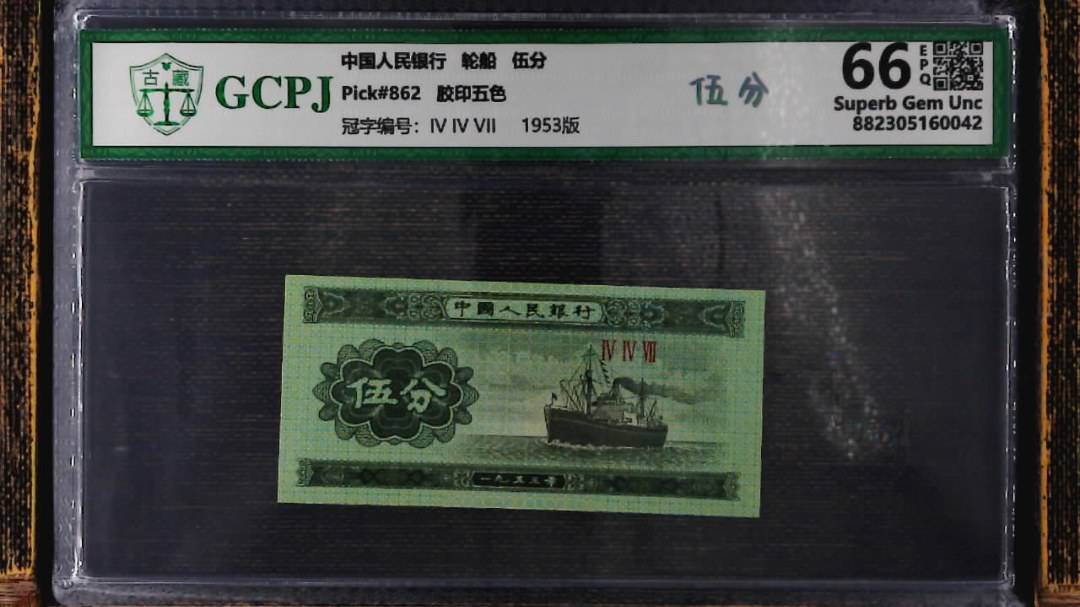 中国人民银行 轮船 伍分
古藏
GCPJ
Pick#862 胶印五色
冠字编号：IV IV VII 1953版
伍分
66
EPQ
Superb Gem Unc
882305160042
中國人民銀行
IV IV VII
伍分
一九五三年